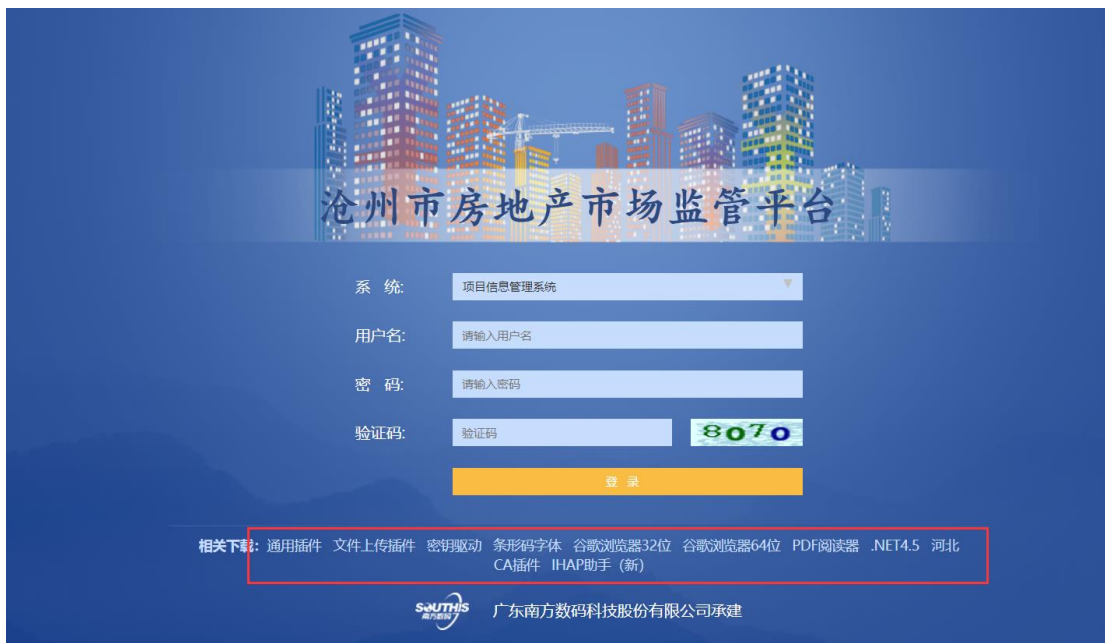 沧州市房地产市场监管平台
系 统: 项目信息管理系统
用户名: 请输入用户名
密 码: 请输入密码
验证码: 验证码 8070
登 录
相关下载: 通用插件 文件上传插件 密钥驱动 条形码字体 谷歌浏览器32位 谷歌浏览器64位 PDF阅读器 .NET4.5 河北
CA插件 IHAP助手（新）
SOUTHIS 南方数码 广东南方数码科技股份有限公司承建